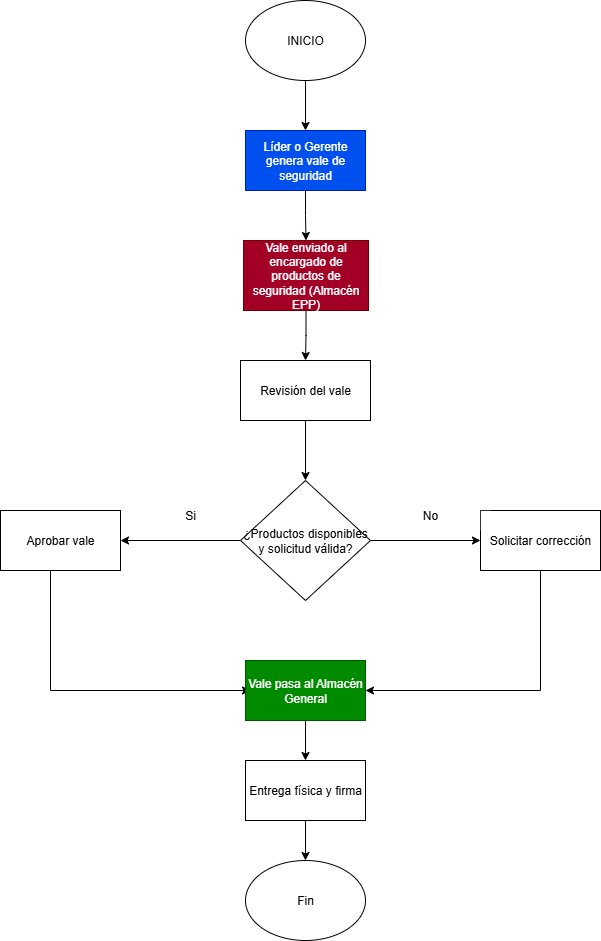 INICIO
Líder o Gerente
genera vale de
seguridad
Vale enviado al
encargado de
productos de
seguridad (Almacén
EPP)
Revisión del vale
¿Productos disponibles
y solicitud válida?
Si
No
Aprobar vale
Solicitar corrección
Vale pasa al Almacén
General
Entrega física y firma
Fin